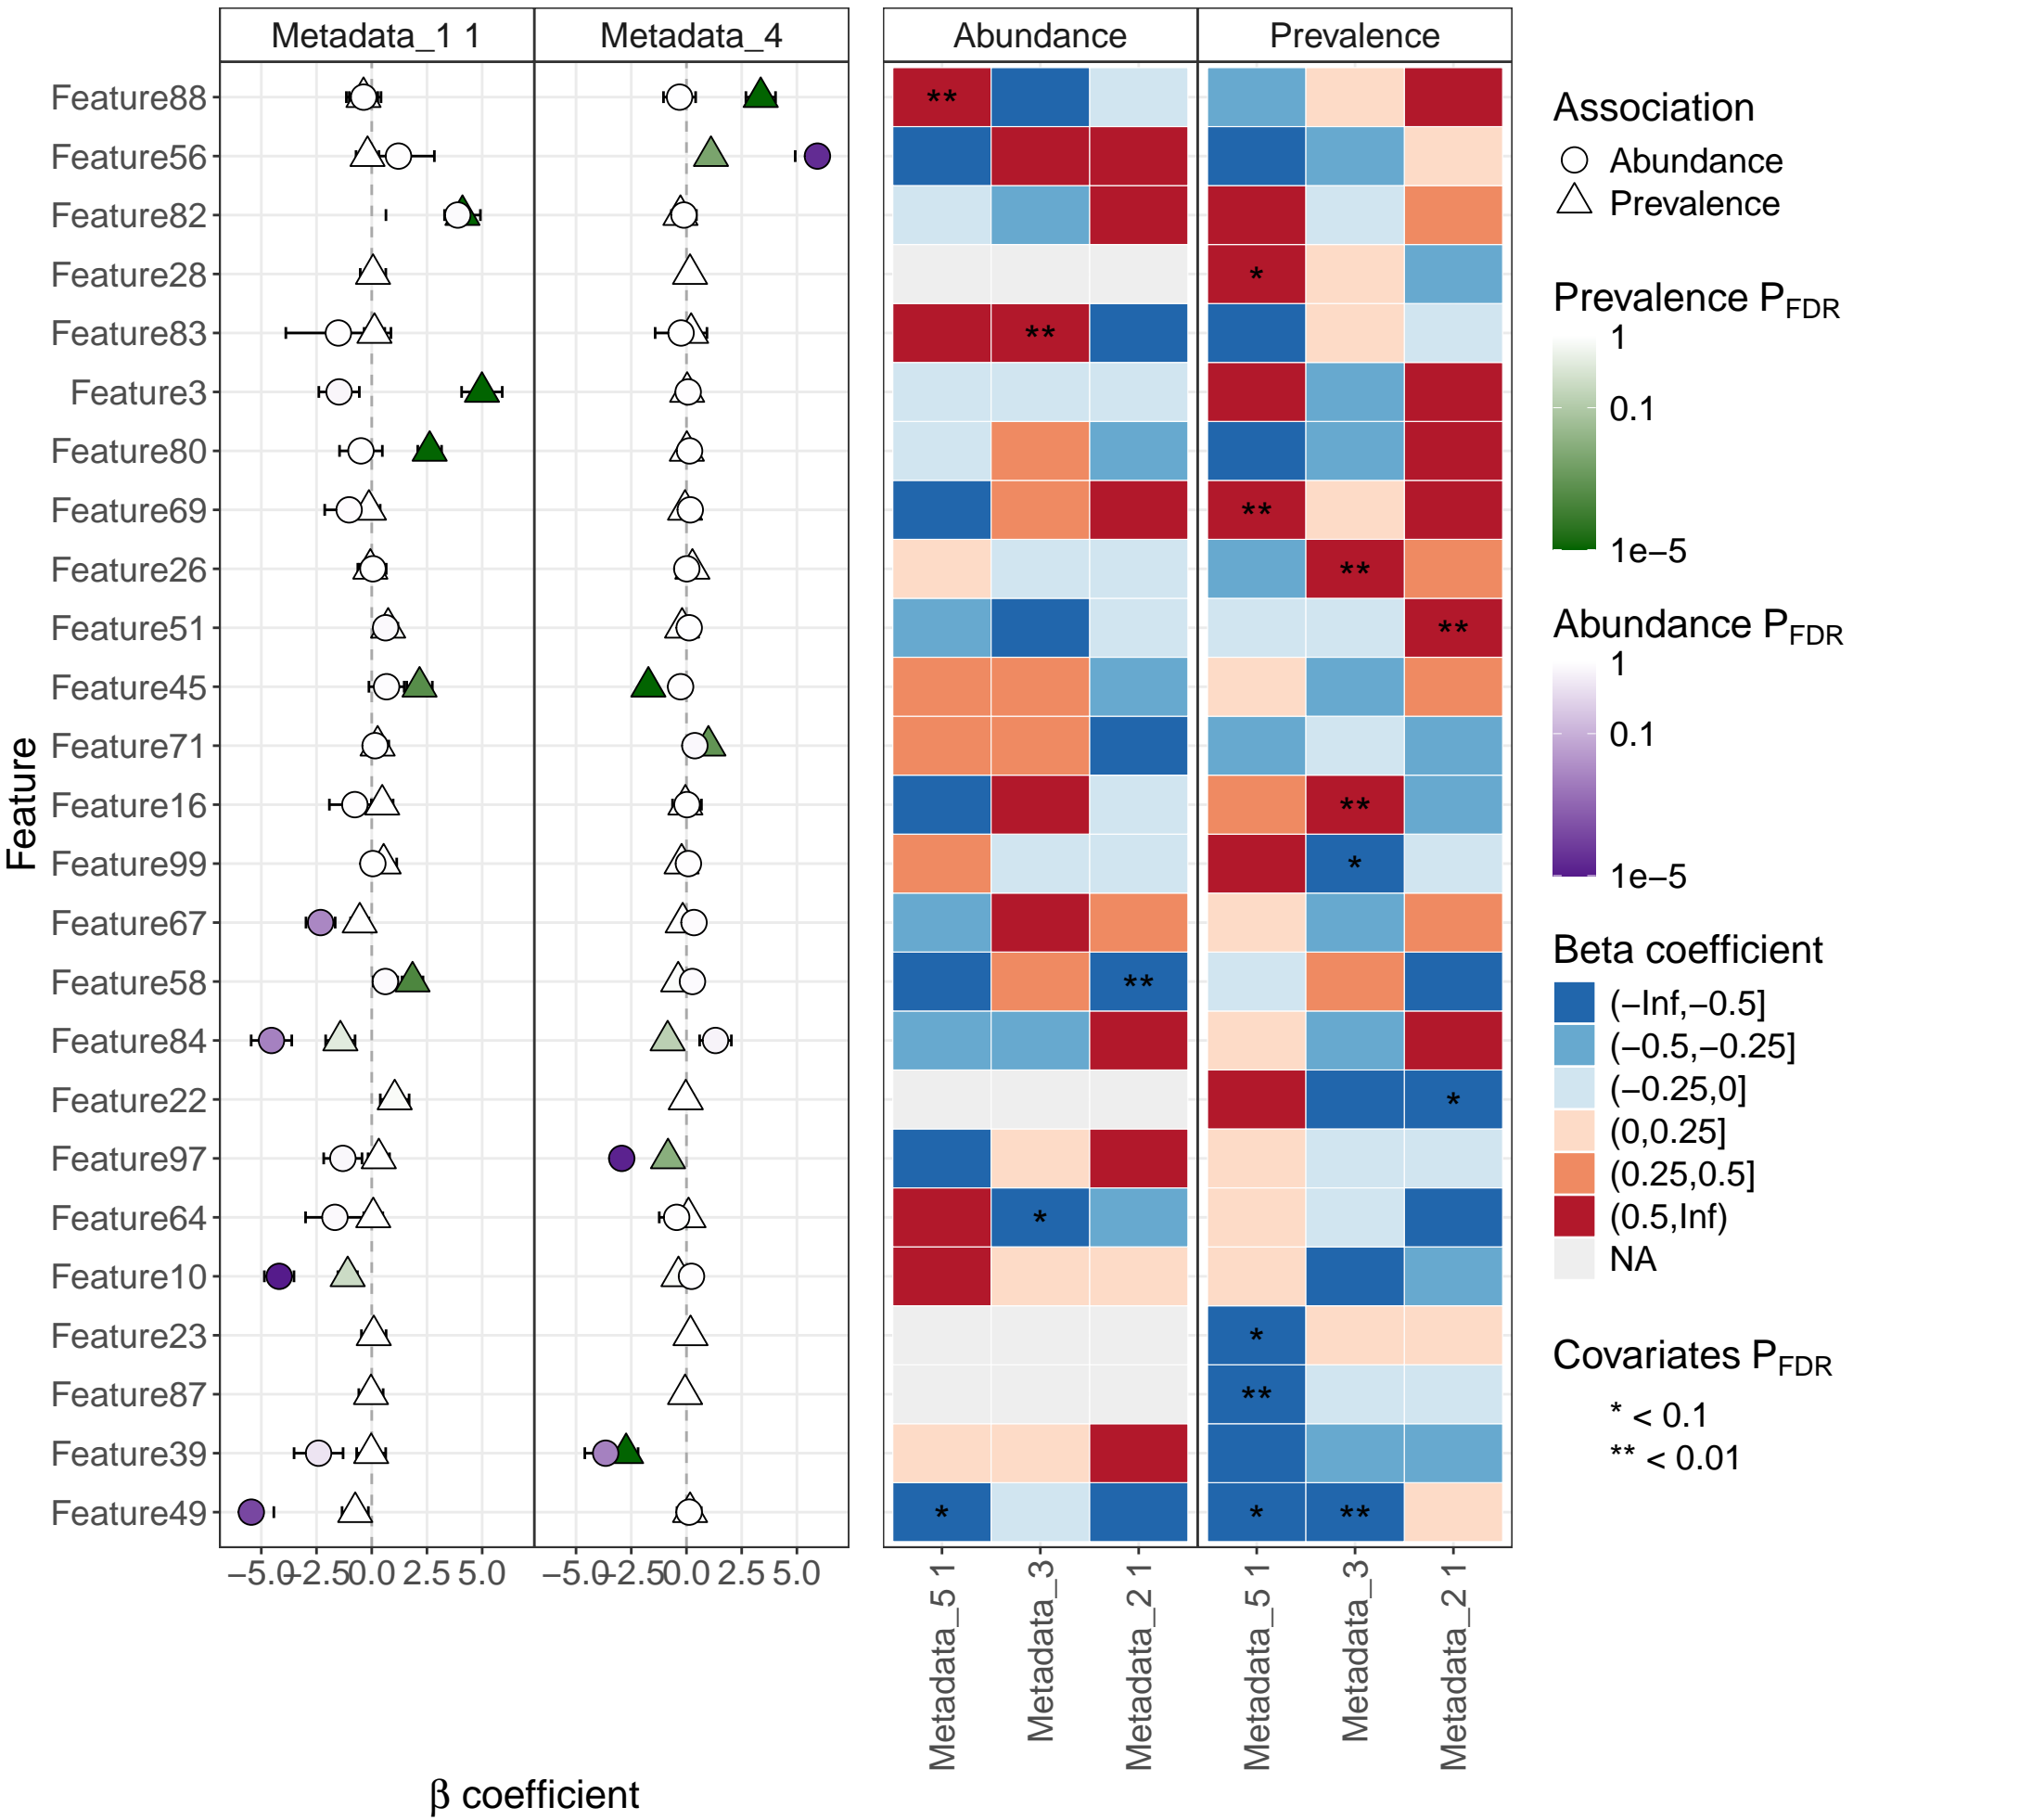 Metadata_1 1
Metadata_4
Abundance
Prevalence
Feature
Feature88
Feature56
Feature82
Feature28
Feature83
Feature3
Feature80
Feature69
Feature26
Feature51
Feature45
Feature71
Feature16
Feature99
Feature67
Feature58
Feature84
Feature22
Feature97
Feature64
Feature10
Feature23
Feature87
Feature39
Feature49
**
*
**
**
**
**
**
*
**
*
*
*
**
* * **
−5.0 −2.5 0.0 2.5 5.0
−5.0 −2.5 0.0 2.5 5.0
β coefficient
Metadata_5 1
Metadata_3
Metadata_2 1
Metadata_5 1
Metadata_3
Metadata_2 1
Association
Abundance
Prevalence
Prevalence PFDR
1
0.1
1e−5
Abundance PFDR
1
0.1
1e−5
Beta coefficient
(−Inf,−0.5]
(−0.5,−0.25]
(−0.25,0]
(0,0.25]
(0.25,0.5]
(0.5,Inf)
NA
Covariates PFDR
* < 0.1
** < 0.01